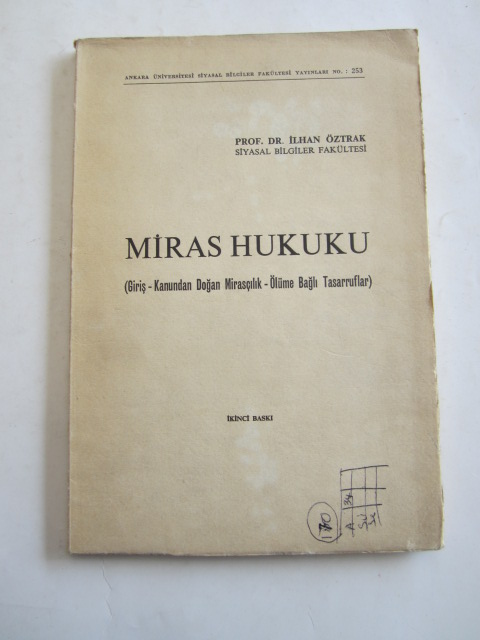 ANKARA ÜNİVERSİTESİ SİYASAL BİLGİLER FAKÜLTESİ YAYINLARI NO. : 253
PROF. DR. İLHAN ÖZTRAK
SİYASAL BİLGİLER FAKÜLTESİ
MİRAS HUKUKU
(Giriş - Kanundan Doğan Mirasçılık - Ölüme Bağlı Tasarruflar)
İKİNCİ BASKI